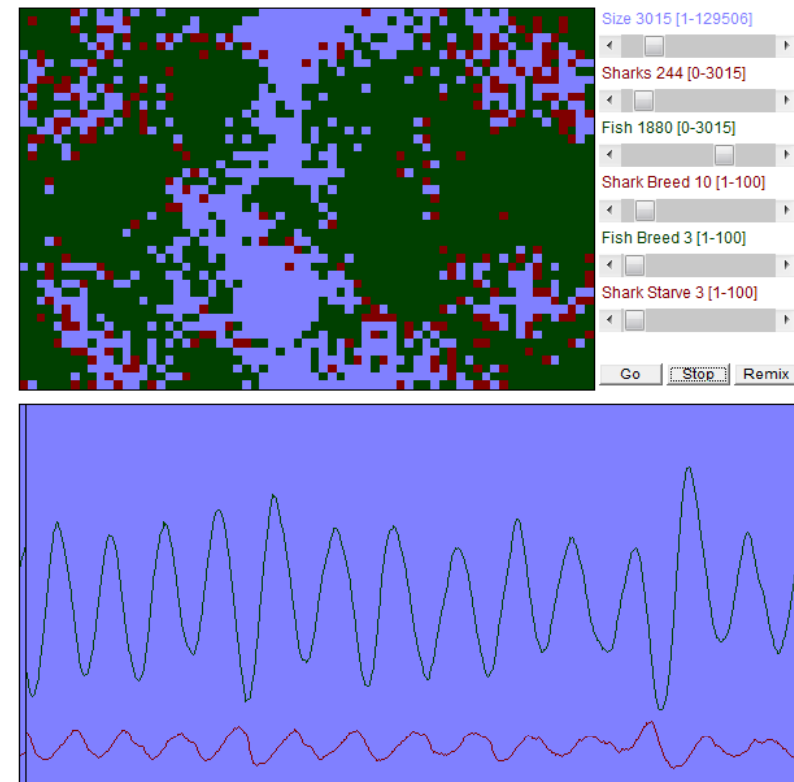 Size 3015 [1-129506]
Sharks 244 [0-3015]
Fish 1880 [0-3015]
Shark Breed 10 [1-100]
Fish Breed 3 [1-100]
Shark Starve 3 [1-100]
Go Stop Remix